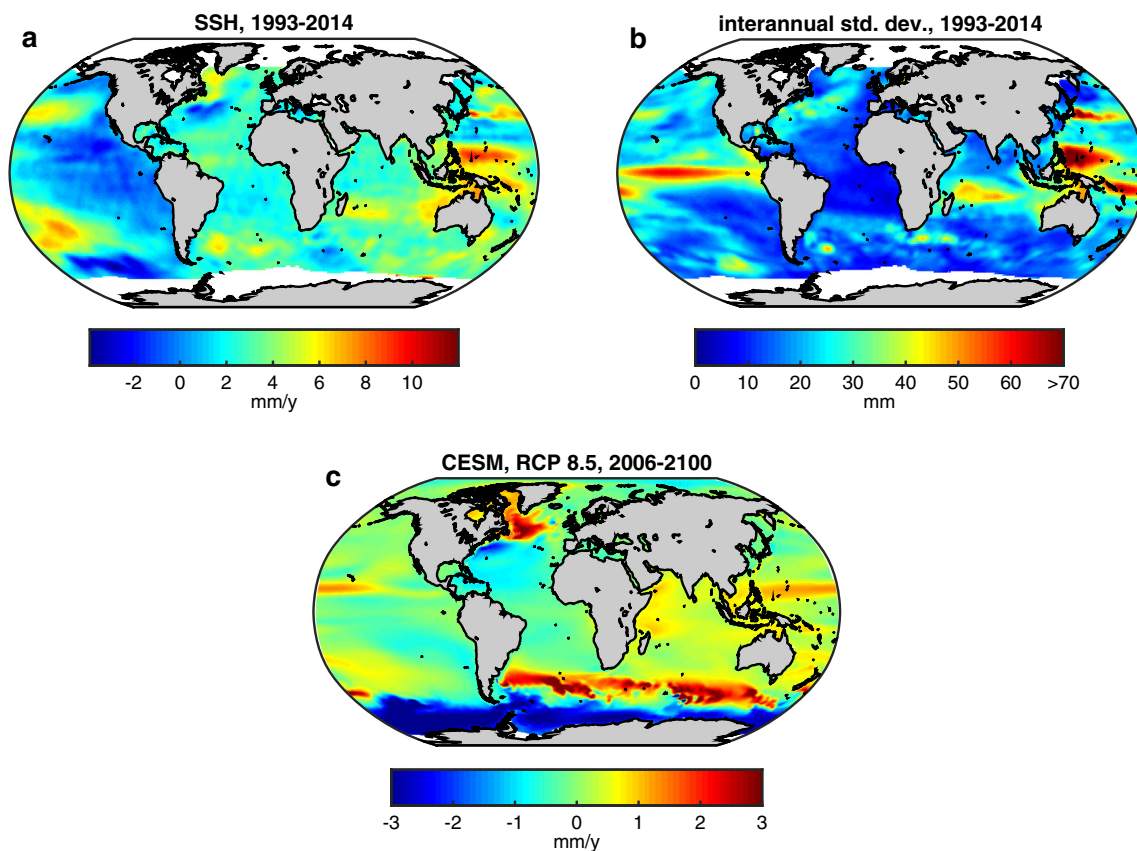 a
SSH, 1993-2014
-2 0 2 4 6 8 10
mm/y
b
interannual std. dev., 1993-2014
0 10 20 30 40 50 60 >70
mm
c
CESM, RCP 8.5, 2006-2100
-3 -2 -1 0 1 2 3
mm/y